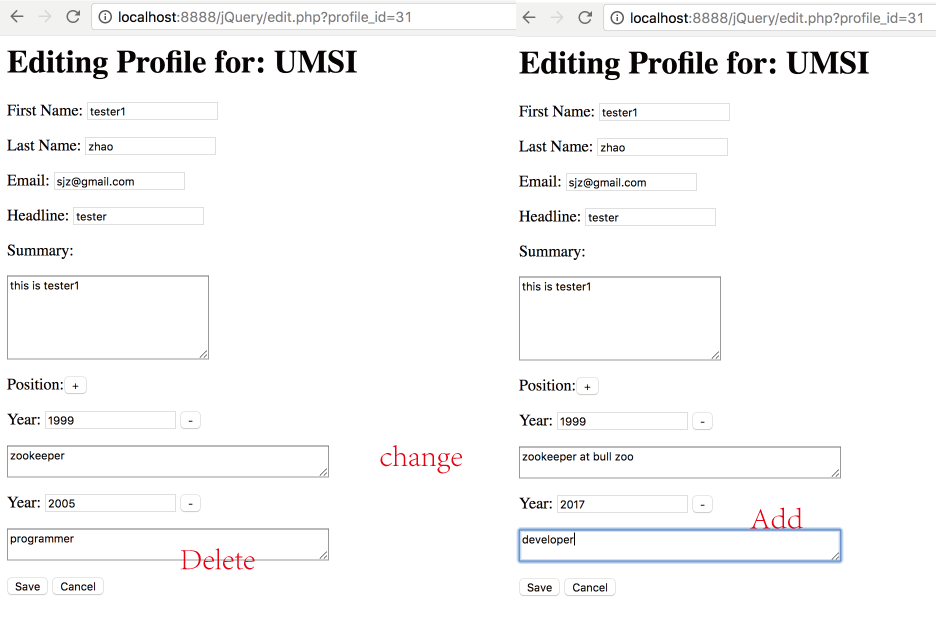 localhost:8888/jQuery/edit.php?profile_id=31
Editing Profile for: UMSI
First Name: tester1
Last Name: zhao
Email: sjz@gmail.com
Headline: tester
Summary:
this is tester1
Position: +
Year: 1999 -
zookeeper
change
Year: 2005 -
programmer
Delete
Save Cancel
localhost:8888/jQuery/edit.php?profile_id=31
Editing Profile for: UMSI
First Name: tester1
Last Name: zhao
Email: sjz@gmail.com
Headline: tester
Summary:
this is tester1
Position: +
Year: 1999 -
zookeeper at bull zoo
Year: 2017 -
Add
developer
Save Cancel